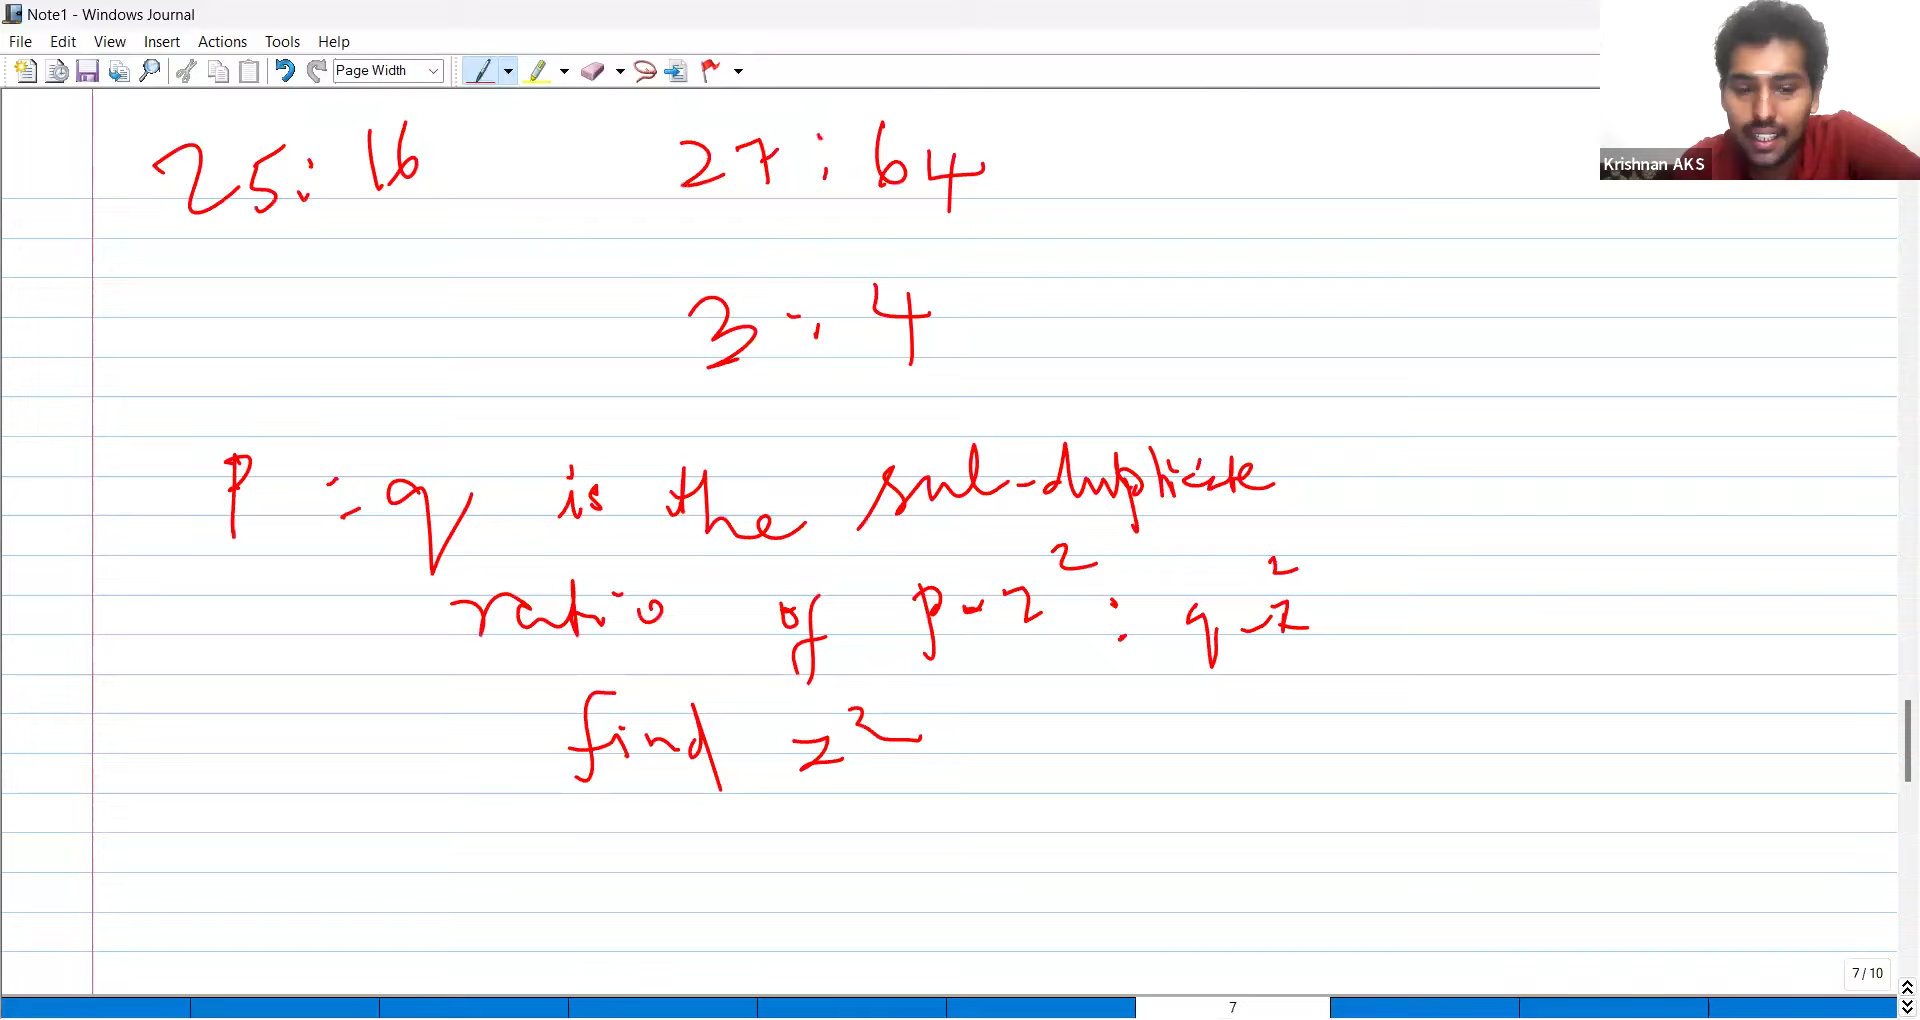 Note1 - Windows Journal
File Edit View Insert Actions Tools Help
Page Width
Krishnan AKS
25 : 16 27 : 64
3 : 4
P : q is the sub-duplicate
ratio of p - z² : q - z²
find z²
7 / 10
7